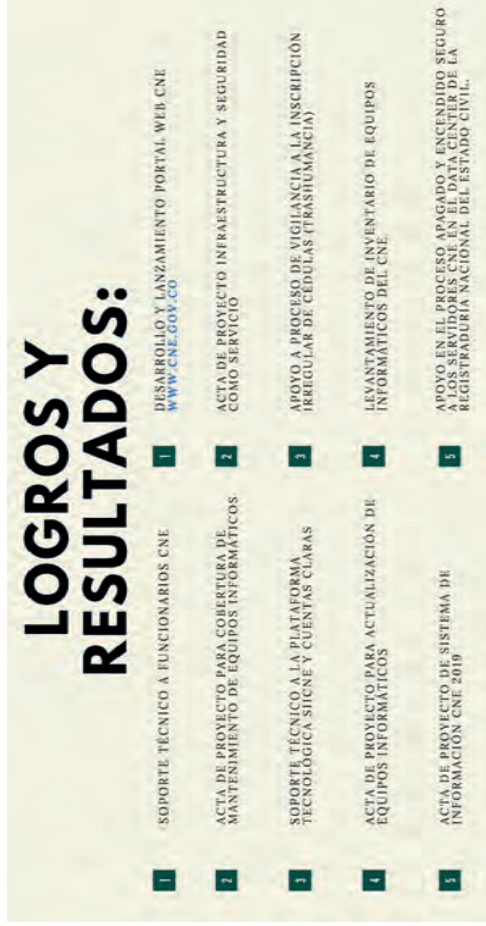 LOGROS Y
RESULTADOS:
1
SOPORTE TÉCNICO A FUNCIONARIOS CNE
2
ACTA DE PROYECTO PARA COBERTURA DE
MANTENIMIENTO DE EQUIPOS INFORMÁTICOS
3
SOPORTE TÉCNICO A LA PLATAFORMA
TECNOLÓGICA SIICNE Y CUENTAS CLARAS
4
ACTA DE PROYECTO PARA ACTUALIZACIÓN DE
EQUIPOS INFORMÁTICOS
5
ACTA DE PROYECTO DE SISTEMA DE
INFORMACIÓN CNE 2019
1
DESARROLLO Y LANZAMIENTO PORTAL WEB CNE
WWW.CNE.GOV.CO
2
ACTA DE PROYECTO INFRAESTRUCTURA Y SEGURIDAD
COMO SERVICIO
3
APOYO A PROCESO DE VIGILANCIA A LA INSCRIPCIÓN
IRREGULAR DE CÉDULAS (TRASHUMANCIA)
4
LEVANTAMIENTO DE INVENTARIO DE EQUIPOS
INFORMÁTICOS DEL CNE
5
APOYO EN EL PROCESO APAGADO Y ENCENDIDO SEGURO
A LOS SERVIDORES CNE EN EL DATA CENTER DE LA
REGISTRADURÍA NACIONAL DEL ESTADO CIVIL.